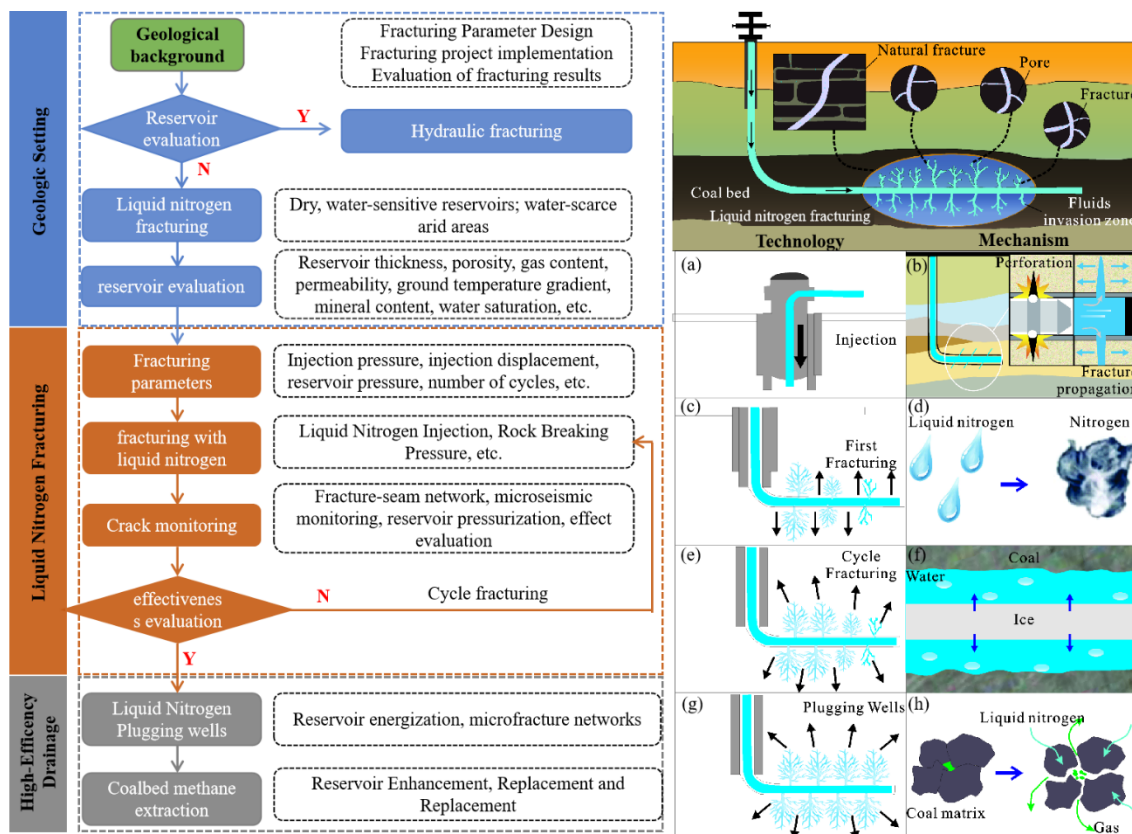 Geologic Setting
Geological
background
Fracturing Parameter Design
Fracturing project implementation
Evaluation of fracturing results
Reservoir
evaluation
Y
Hydraulic fracturing
N
Liquid nitrogen
fracturing
Dry, water-sensitive reservoirs; water-scarce
arid areas
reservoir evaluation
Reservoir thickness, porosity, gas content,
permeability, ground temperature gradient,
mineral content, water saturation, etc.
Liquid Nitrogen Fracturing
Fracturing
parameters
Injection pressure, injection displacement,
reservoir pressure, number of cycles, etc.
fracturing with
liquid nitrogen
Liquid Nitrogen Injection, Rock Breaking
Pressure, etc.
Crack monitoring
Fracture-seam network, microseismic
monitoring, reservoir pressurization, effect
evaluation
effectivenes
s evaluation
N
Cycle fracturing
Y
High-Efficency
Drainage
Liquid Nitrogen
Plugging wells
Reservoir energization, microfracture networks
Coalbed methane
extraction
Reservoir Enhancement, Replacement and
Replacement
Natural fracture
Pore
Fracture
Coal bed
Liquid nitrogen fracturing
Fluids
invasion zone
Technology
Mechanism
(a)
Injection
(b)
Perforation
Fracture
propagation
(c)
First
Fracturing
(d)
Liquid nitrogen
Nitrogen
(e)
Cycle
Fracturing
(f)
Coal
Water
Ice
(g)
Plugging Wells
(h)
Liquid nitrogen
Coal matrix
Gas